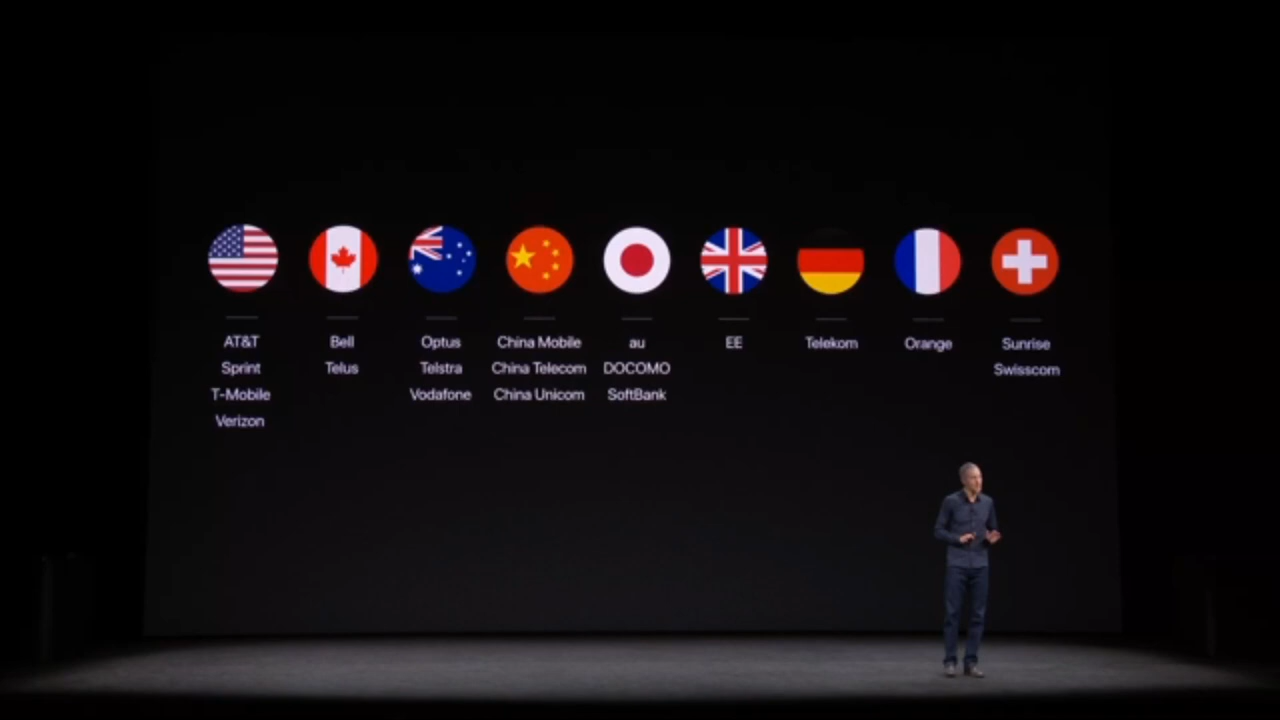 AT&T
Sprint
T-Mobile
Verizon
Bell
Telus
Optus
Telstra
Vodafone
China Mobile
China Telecom
China Unicom
au
DOCOMO
SoftBank
EE
Telekom
Orange
Sunrise
Swisscom